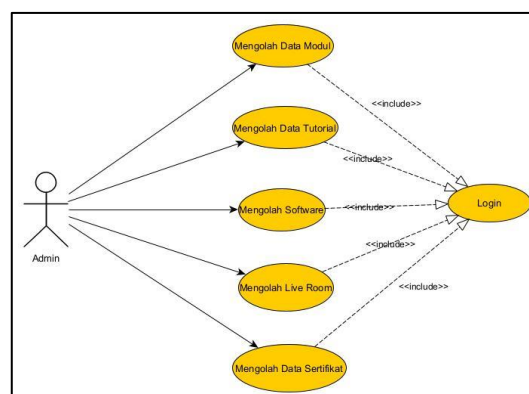 Mengolah Data Modul
<<include>>
Mengolah Data Tutorial
<<include>>
Mengolah Software
<<include>>
Login
Admin
<<include>>
Mengolah Live Room
<<include>>
Mengolah Data Sertifikat